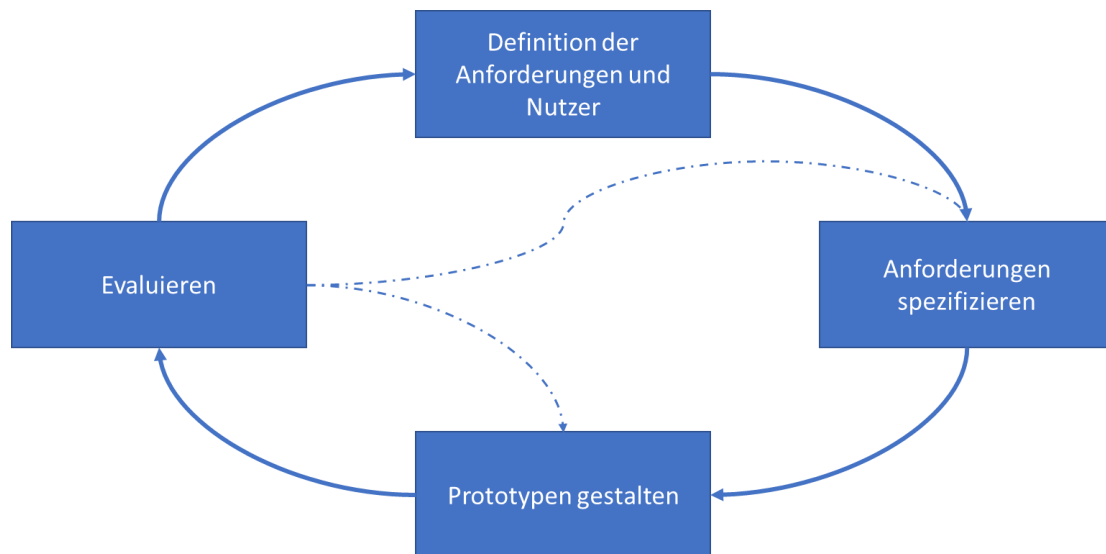 Definition der
Anforderungen und
Nutzer
Evaluieren
Anforderungen
spezifizieren
Prototypen gestalten